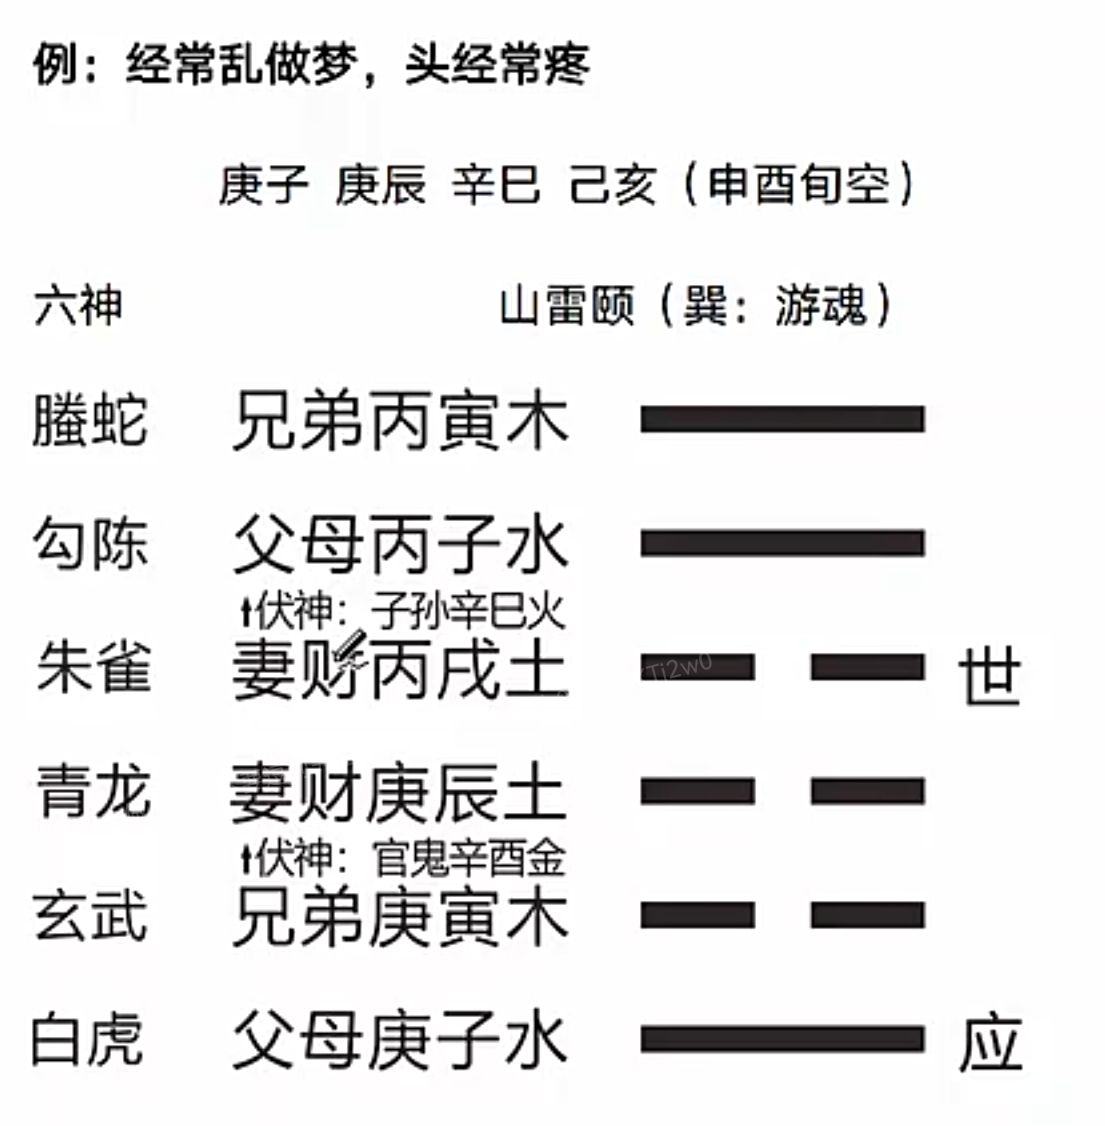 例：经常乱做梦，头经常疼
庚子 庚辰 辛巳 己亥（申酉旬空）
六神 山雷颐（巽：游魂）
螣蛇 兄弟丙寅木
勾陈 父母丙子水
伏神：子孙辛巳火
朱雀 妻财丙戌土 世
Ti2w0
青龙 妻财庚辰土
伏神：官鬼辛酉金
玄武 兄弟庚寅木
白虎 父母庚子水 应